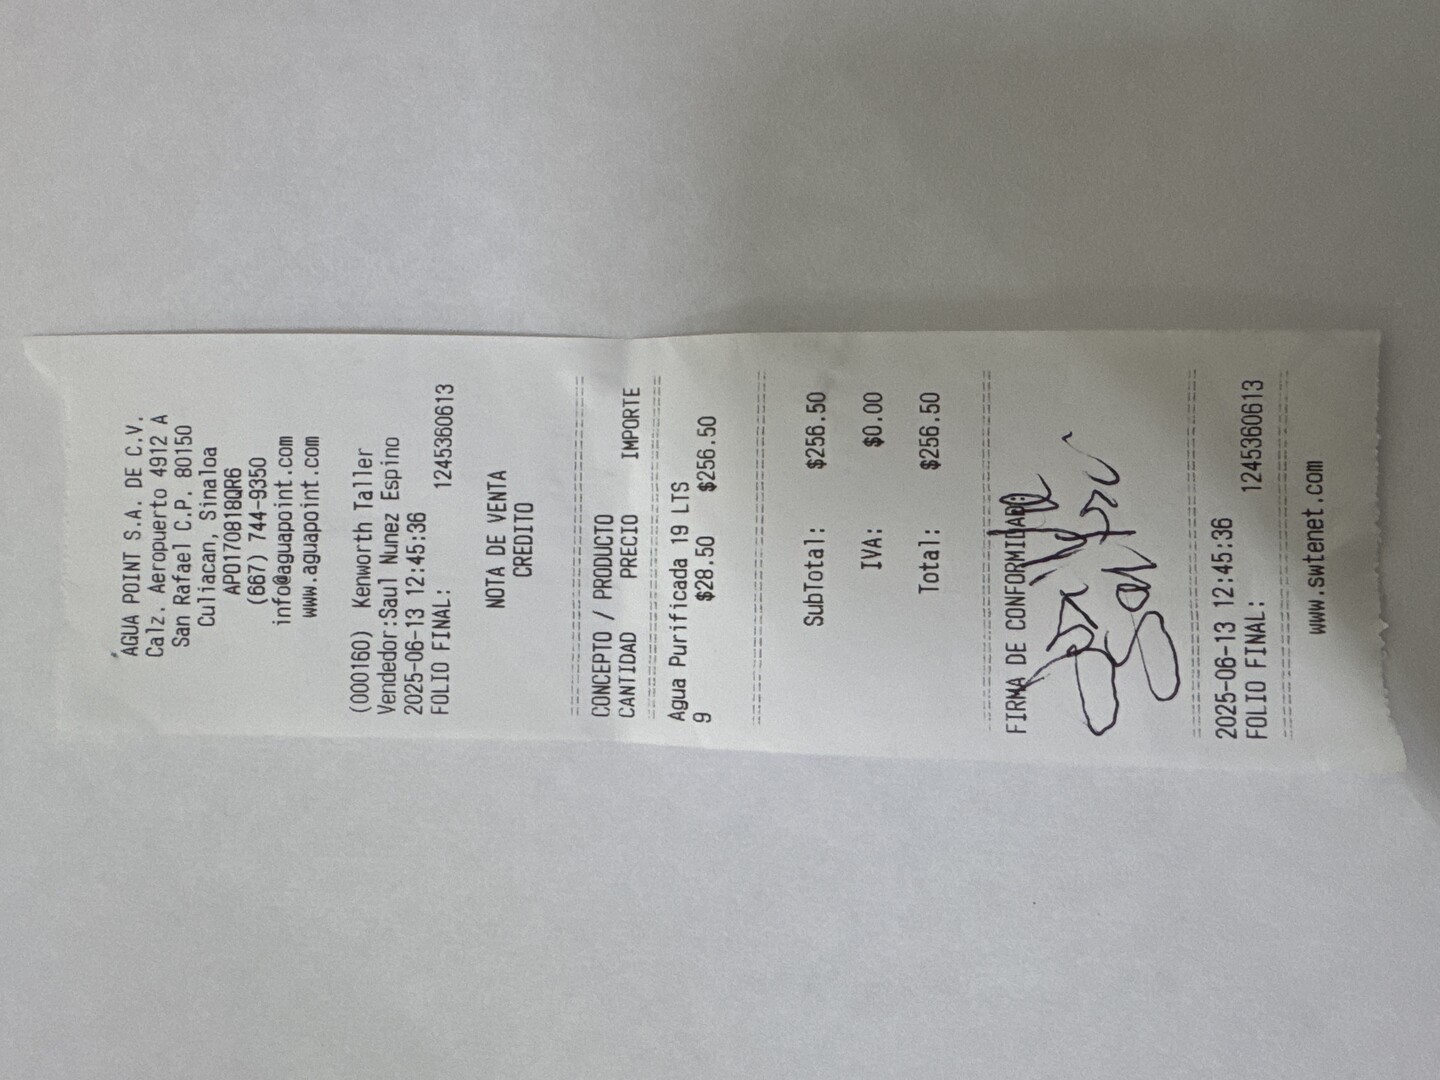 AGUA POINT S.A. DE C.V.
Calz. Aeropuerto 4912 A
San Rafael C.P. 80150
Culiacan, Sinaloa
APO170818QR6
(667) 744-9350
info@aguapoint.com
www.aguapoint.com
(000160) Kenworth Taller
Vendedor:Saul Nunez Espino
2025-06-13 12:45:36
FOLIO FINAL: 1245360613
NOTA DE VENTA
CREDITO
CONCEPTO / PRODUCTO
CANTIDAD PRECIO IMPORTE
Agua Purificada 19 LTS
9 $28.50 $256.50
SubTotal: $256.50
IVA: $0.00
Total: $256.50
FIRMA DE CONFORMIDAD
2025-06-13 12:45:36
FOLIO FINAL: 1245360613
www.swtenet.com